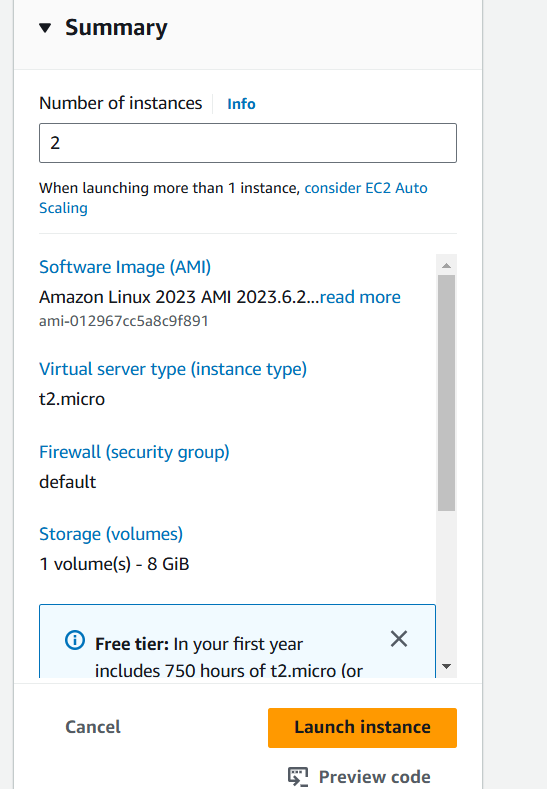 Summary
Number of instances Info
2
When launching more than 1 instance, consider EC2 Auto
Scaling
Software Image (AMI)
Amazon Linux 2023 AMI 2023.6.2...read more
ami-012967cc5a8c9f891
Virtual server type (instance type)
t2.micro
Firewall (security group)
default
Storage (volumes)
1 volume(s) - 8 GiB
Free tier: In your first year
includes 750 hours of t2.micro (or
Cancel
Launch instance
Preview code